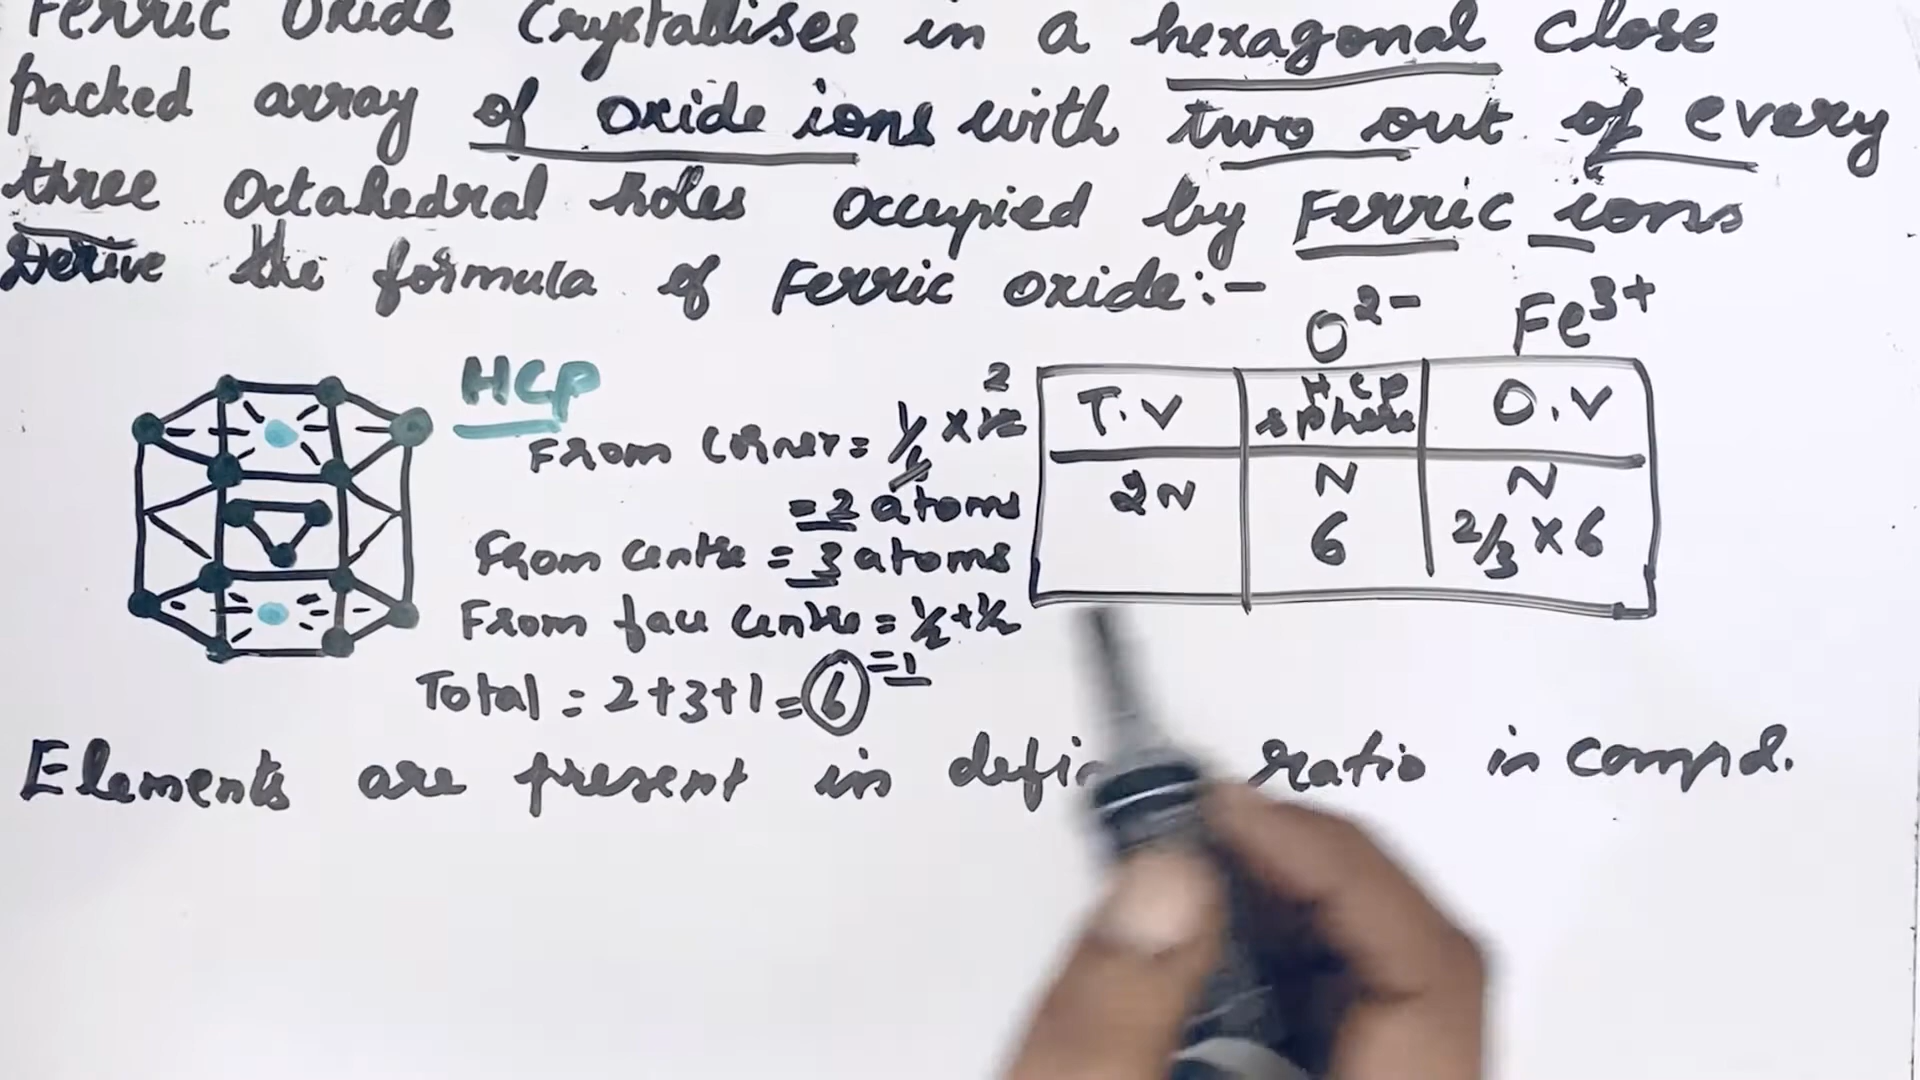 Ferric Oxide Crystallises in a hexagonal close
packed array of oxide ions with two out of every
three Octahedral holes occupied by Ferric ions
Derive the formula of Ferric oxide:-
O2- Fe3+
HCP
T.V HCP sphere O.V
2N N N
6 2/3 × 6
From Corner = 1/6 × 12 2
= 2 atoms
From centre = 3 atoms
From face centre = 1/2 + 1/2
= 1
Total = 2+3+1 = 6
Elements are present in ratio in compd.